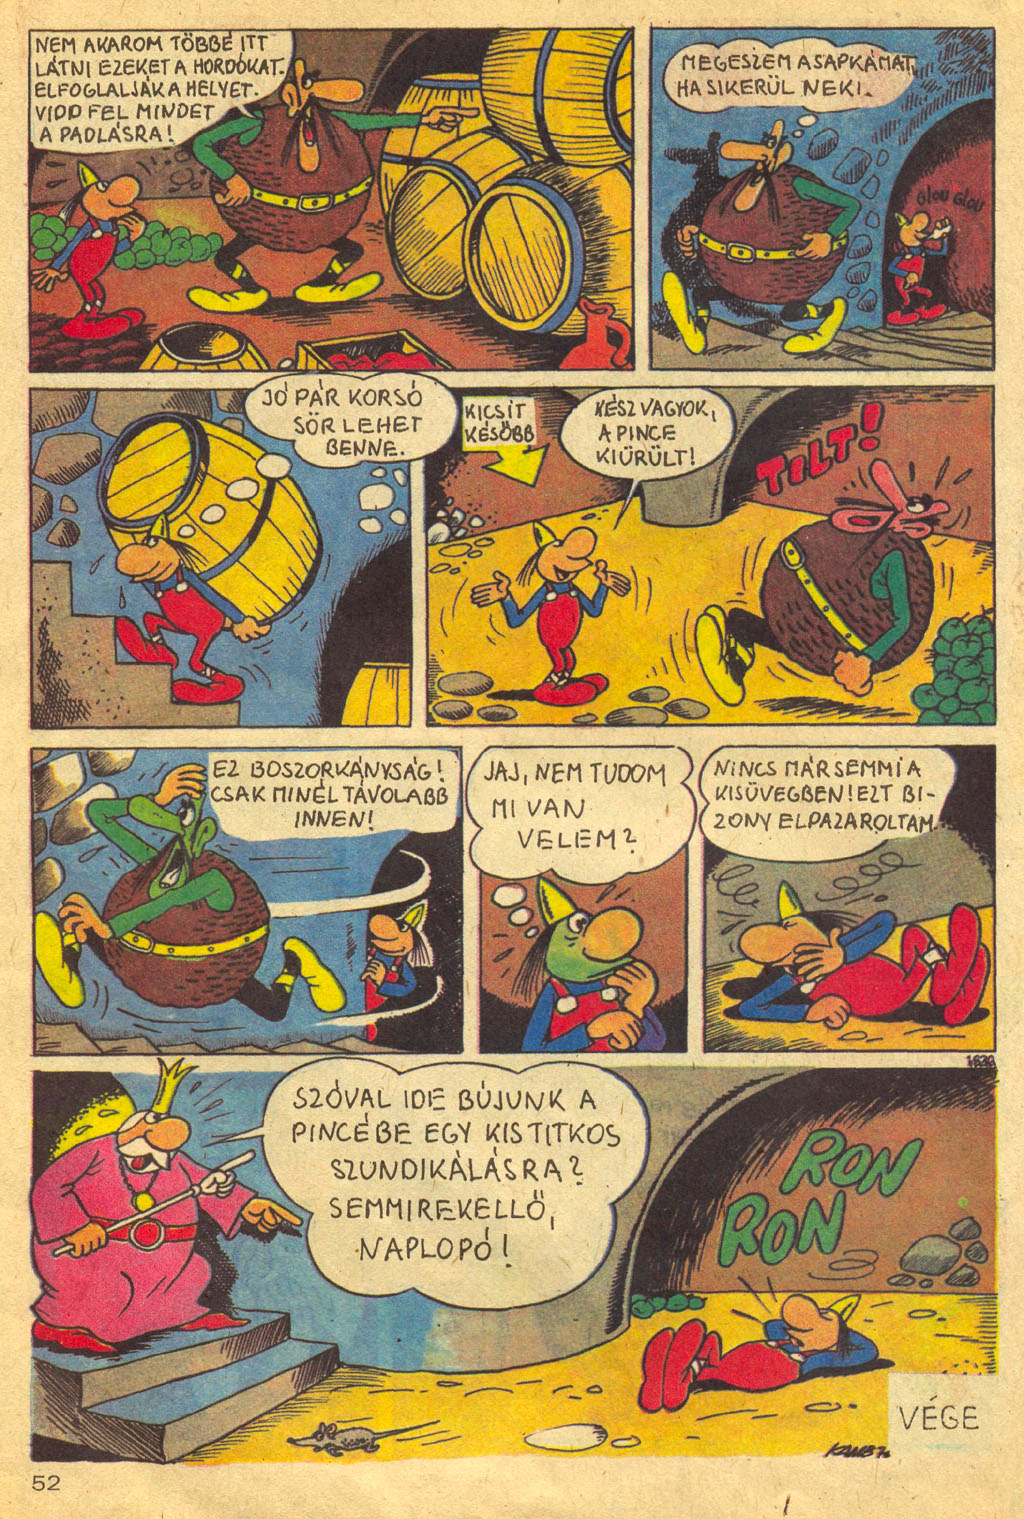 NEM AKAROM TÖBBÉ ITT
LÁTNI EZEKET A HORDÓKAT.
ELFOGLALJÁK A HELYET.
VIDD FEL MINDET
A PADLÁSRA!
MEGESZEM A SAPKÁMAT,
HA SIKERÜL NEKI.
Glou Glou
JÓ PÁR KORSÓ
SÖR LEHET
BENNE.
KICSIT
KÉSŐBB
KÉSZ VAGYOK,
A PINCE
KIÜRÜLT!
TILT!
EZ BOSZORKÁNYSÁG!
CSAK MINÉL TÁVOLABB
INNEN!
JAJ, NEM TUDOM
MI VAN
VELEM?
NINCS MÁR SEMMI A
KISÜVEGBEN! EZT BI-
ZONY ELPAZAROLTAM.
SZÓVAL IDE BÚJUNK A
PINCÉBE EGY KIS TITKOS
SZUNDIKÁLÁSRA?
SEMMIREKELLŐ,
NAPLOPÓ!
RON
RON
VÉGE
52